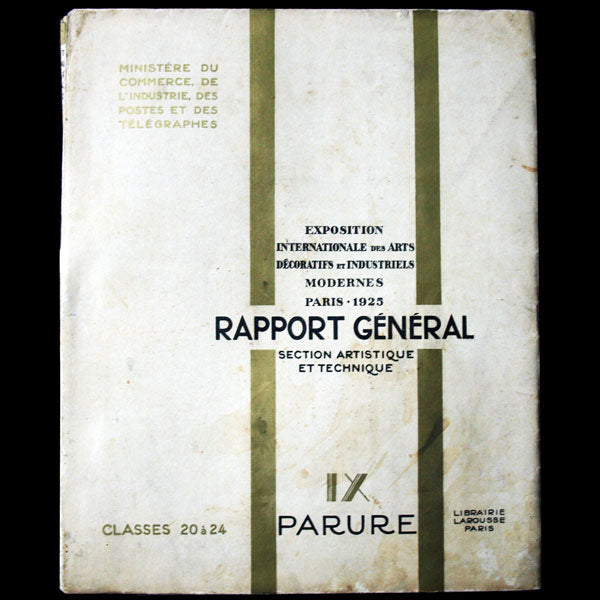 MINISTÈRE DU
COMMERCE, DE
L'INDUSTRIE, DES
POSTES ET DES
TÉLÉGRAPHES
EXPOSITION
INTERNATIONALE DES ARTS
DÉCORATIFS ET INDUSTRIELS
MODERNES
PARIS · 1925
RAPPORT GÉNÉRAL
SECTION ARTISTIQUE
ET TECHNIQUE
IX
PARURE
CLASSES 20 à 24
LIBRAIRIE
LAROUSSE
PARIS